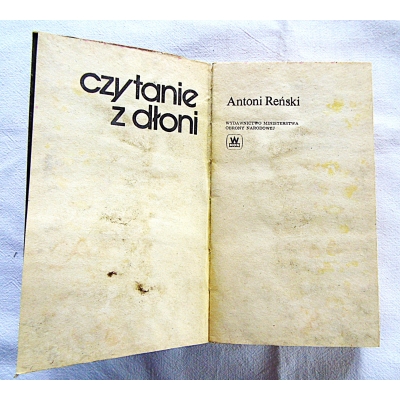 czytanie
z dłoni
Antoni Reński
WYDAWNICTWO MINISTERSTWA
OBRONY NARODOWEJ
W